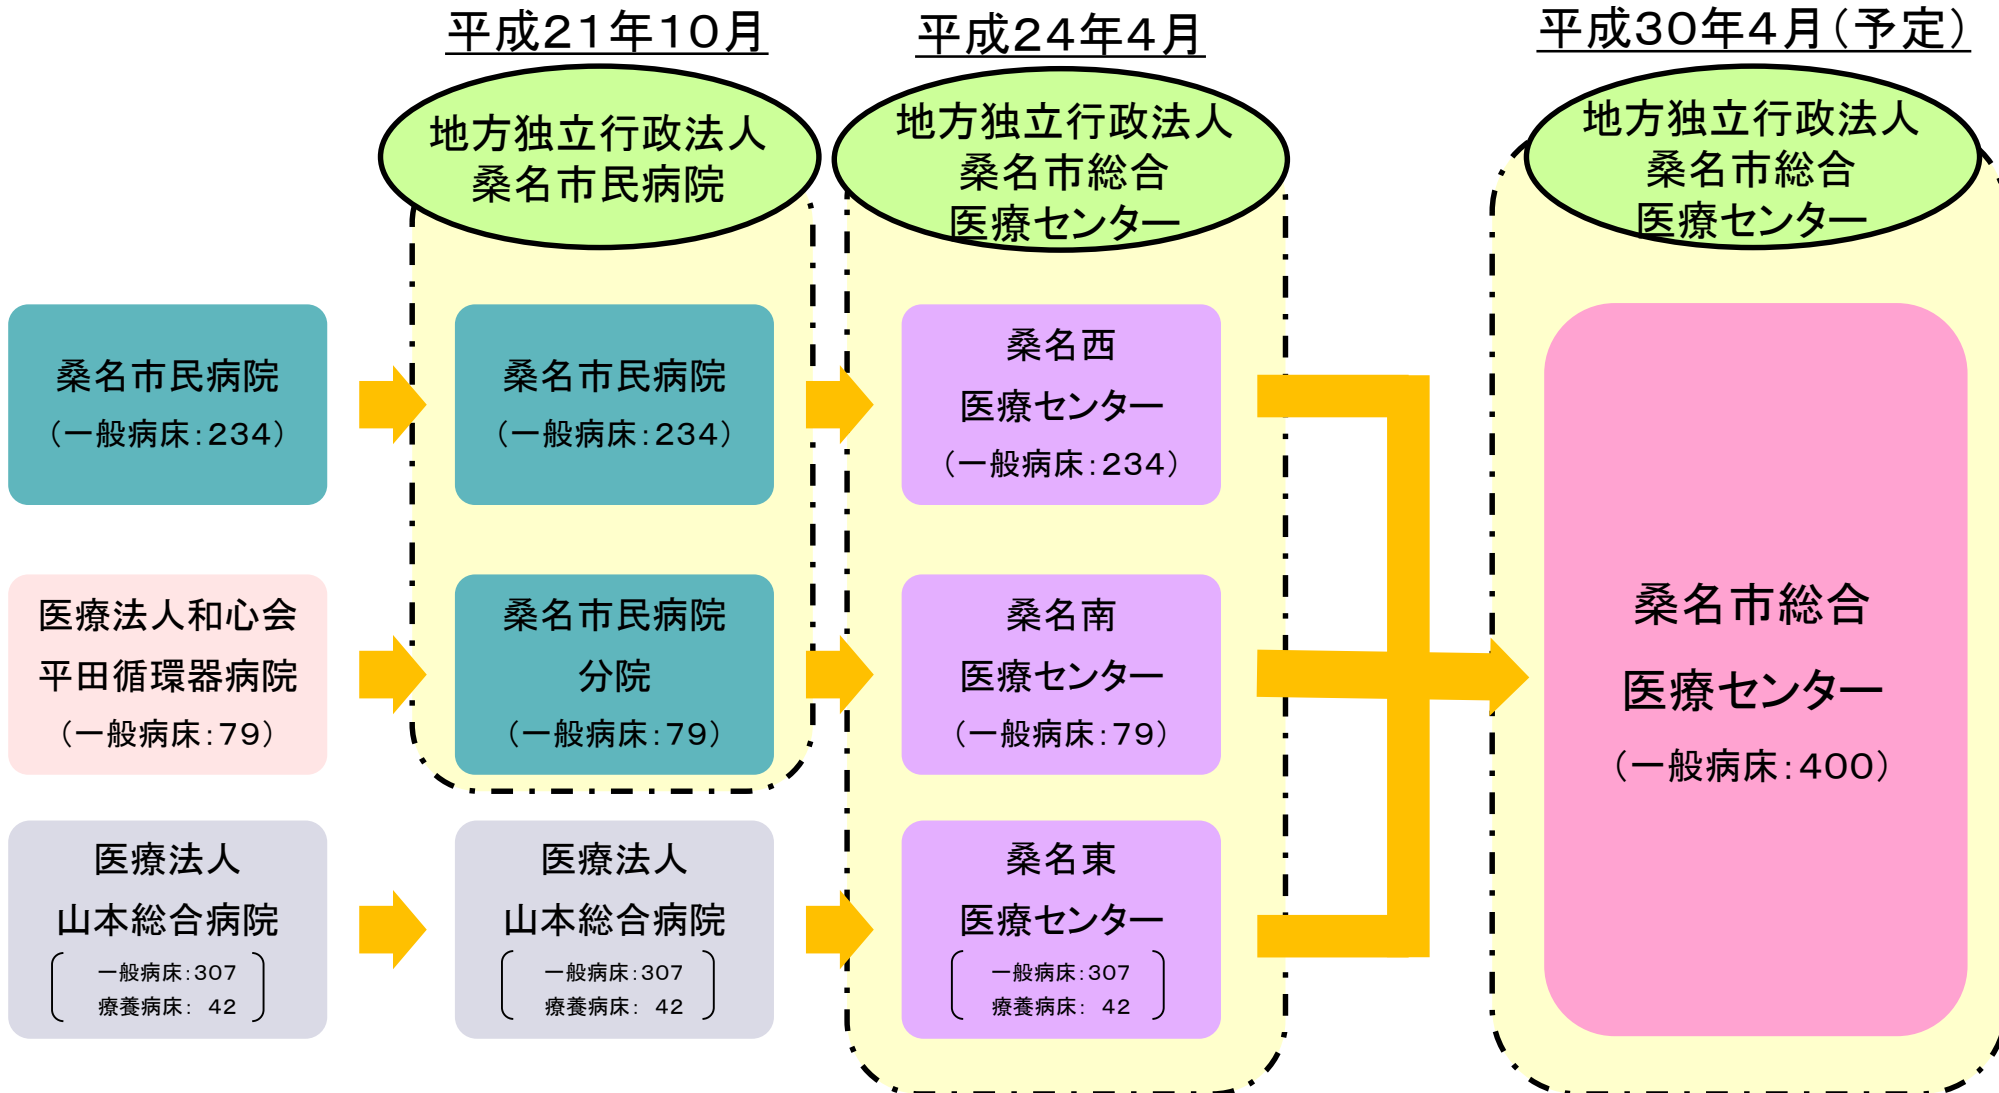 平成21年10月
平成24年4月
平成30年4月(予定)
地方独立行政法人
桑名市民病院
地方独立行政法人
桑名市総合
医療センター
地方独立行政法人
桑名市総合
医療センター
桑名市民病院
(一般病床:234)
桑名市民病院
(一般病床:234)
桑名西
医療センター
(一般病床:234)
医療法人和心会
平田循環器病院
(一般病床:79)
桑名市民病院
分院
(一般病床:79)
桑名南
医療センター
(一般病床:79)
医療法人
山本総合病院
一般病床:307
療養病床: 42
医療法人
山本総合病院
一般病床:307
療養病床: 42
桑名東
医療センター
一般病床:307
療養病床: 42
桑名市総合
医療センター
(一般病床:400)